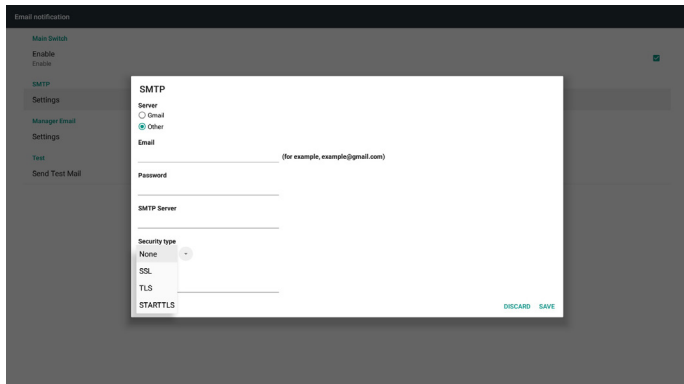 Email notification
Main Switch
Enable
Enable
SMTP
Settings
Manager Email
Settings
Test
Send Test Mail
SMTP
Server
Gmail
Other
Email
(for example, example@gmail.com)
Password
SMTP Server
Security type
None
SSL
TLS
STARTTLS
DISCARD SAVE